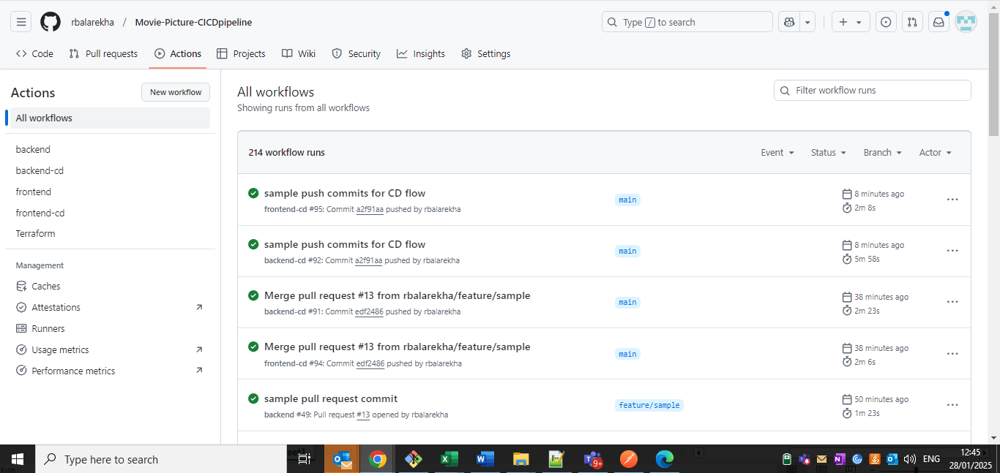 rbalarekha / Movie-Picture-CICDpipeline
Type / to search
Code Pull requests Actions Projects Wiki Security Insights Settings
Actions
New workflow
All workflows
backend
backend-cd
frontend
frontend-cd
Terraform
Management
Caches
Attestations
Runners
Usage metrics
Performance metrics
All workflows
Showing runs from all workflows
Filter workflow runs
214 workflow runs
Event Status Branch Actor
sample push commits for CD flow
frontend-cd #95: Commit a2f91aa pushed by rbalarekha
main
8 minutes ago
2m 8s
sample push commits for CD flow
backend-cd #92: Commit a2f91aa pushed by rbalarekha
main
8 minutes ago
5m 58s
Merge pull request #13 from rbalarekha/feature/sample
backend-cd #91: Commit edf2486 pushed by rbalarekha
main
38 minutes ago
2m 23s
Merge pull request #13 from rbalarekha/feature/sample
frontend-cd #94: Commit edf2486 pushed by rbalarekha
main
38 minutes ago
2m 6s
sample pull request commit
backend #49: Pull request #13 opened by rbalarekha
feature/sample
50 minutes ago
1m 23s
Type here to search
9+
ENG
12:45
28/01/2025